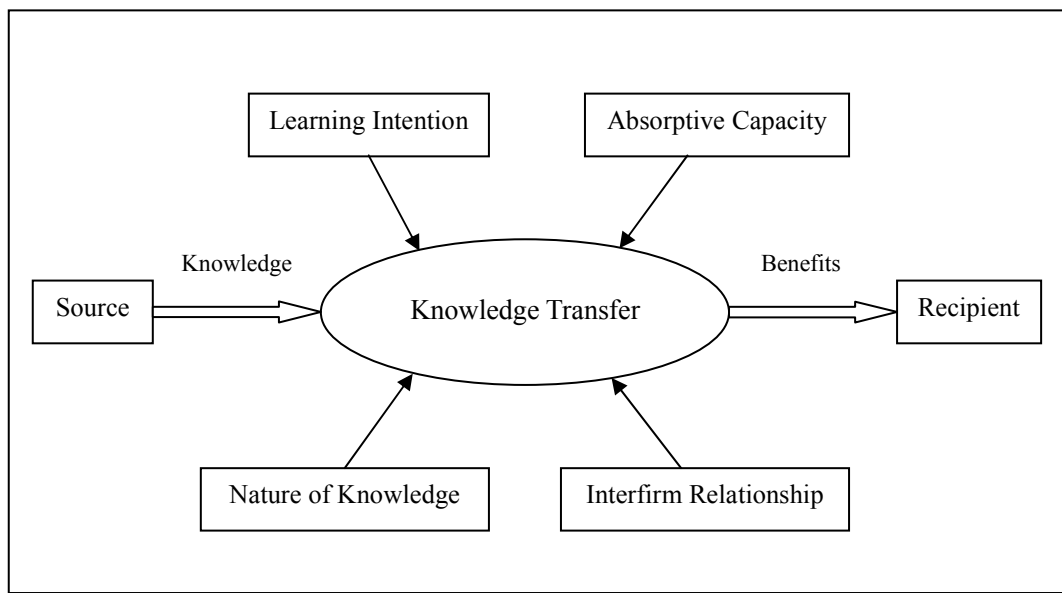 Learning Intention
Absorptive Capacity
Knowledge
Benefits
Source
Knowledge Transfer
Recipient
Nature of Knowledge
Interfirm Relationship